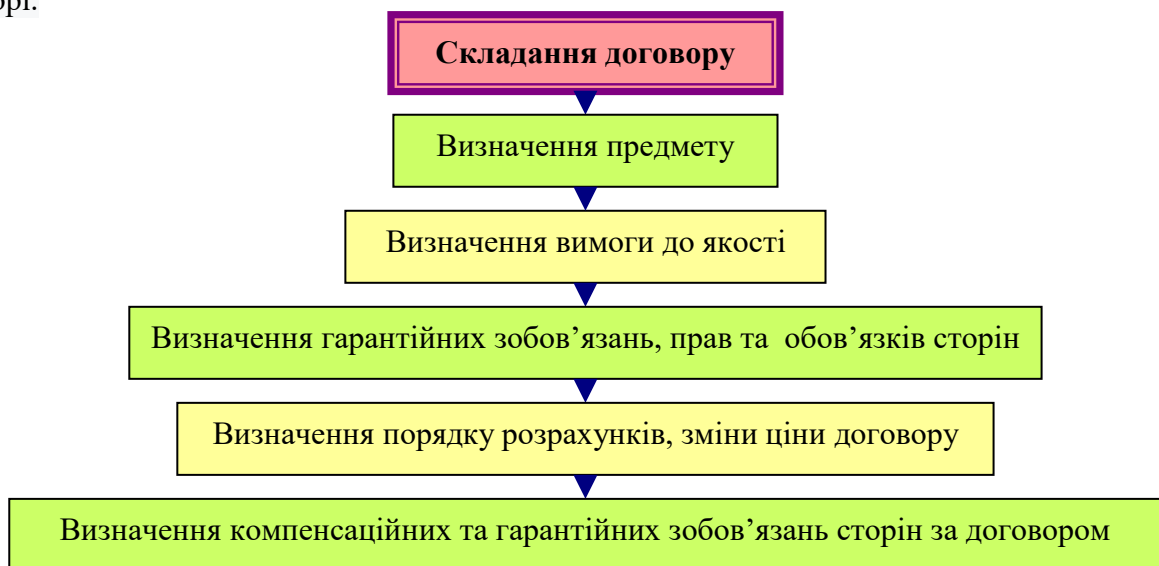 Складання договору
Визначення предмету
Визначення вимоги до якості
Визначення гарантійних зобов’язань, прав та обов’язків сторін
Визначення порядку розрахунків, зміни ціни договору
Визначення компенсаційних та гарантійних зобов’язань сторін за договором